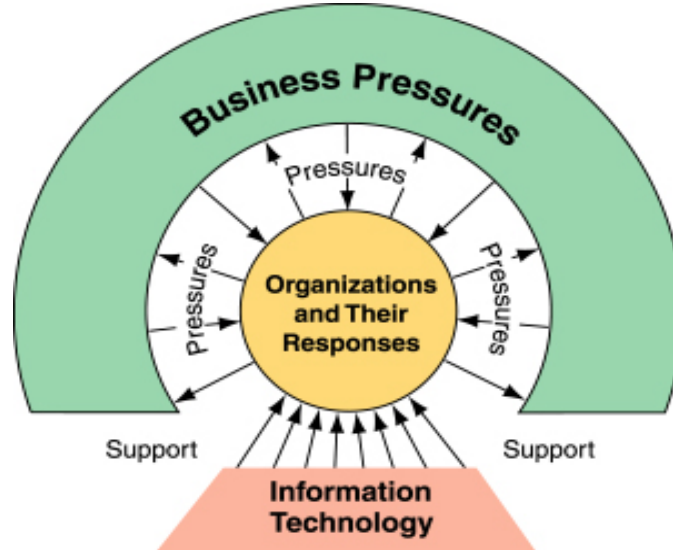 Business Pressures
Pressures
Pressures
Pressures
Organizations
and Their
Responses
Support
Support
Information
Technology